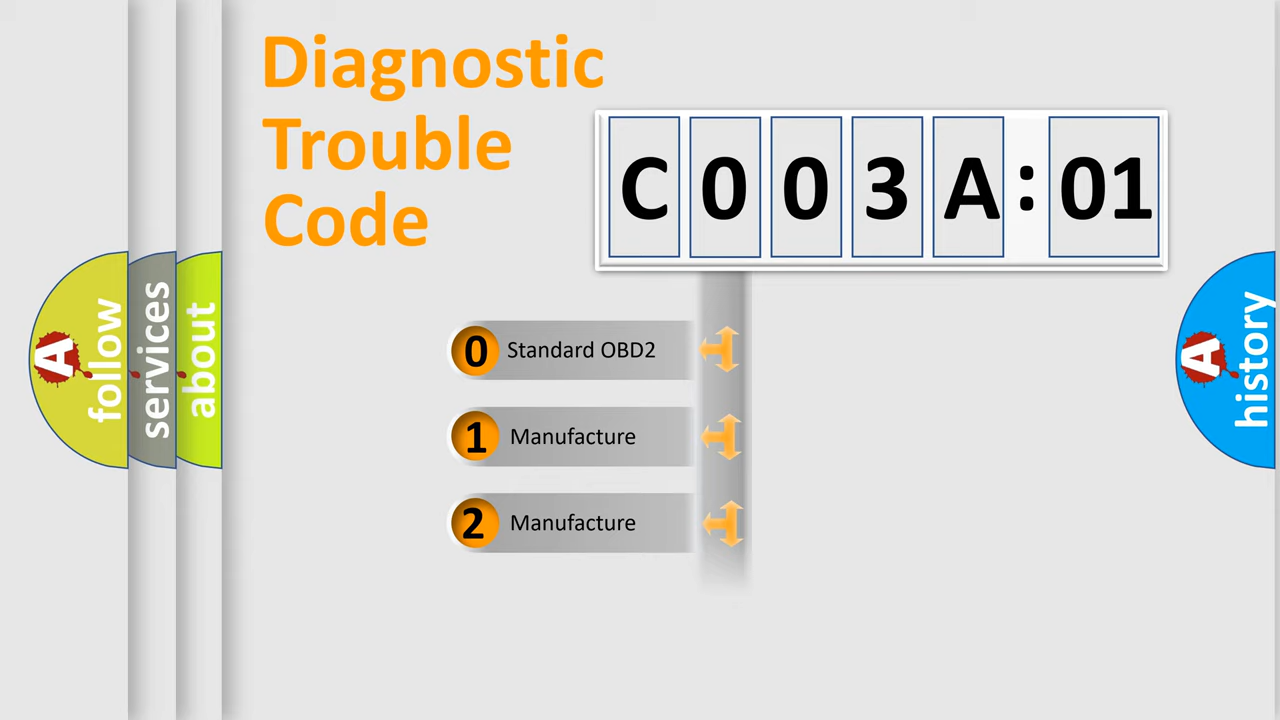 Diagnostic
Trouble
Code
C 0 0 3 A : 01
0 Standard OBD2
1 Manufacture
2 Manufacture
A follow
services
about
A history